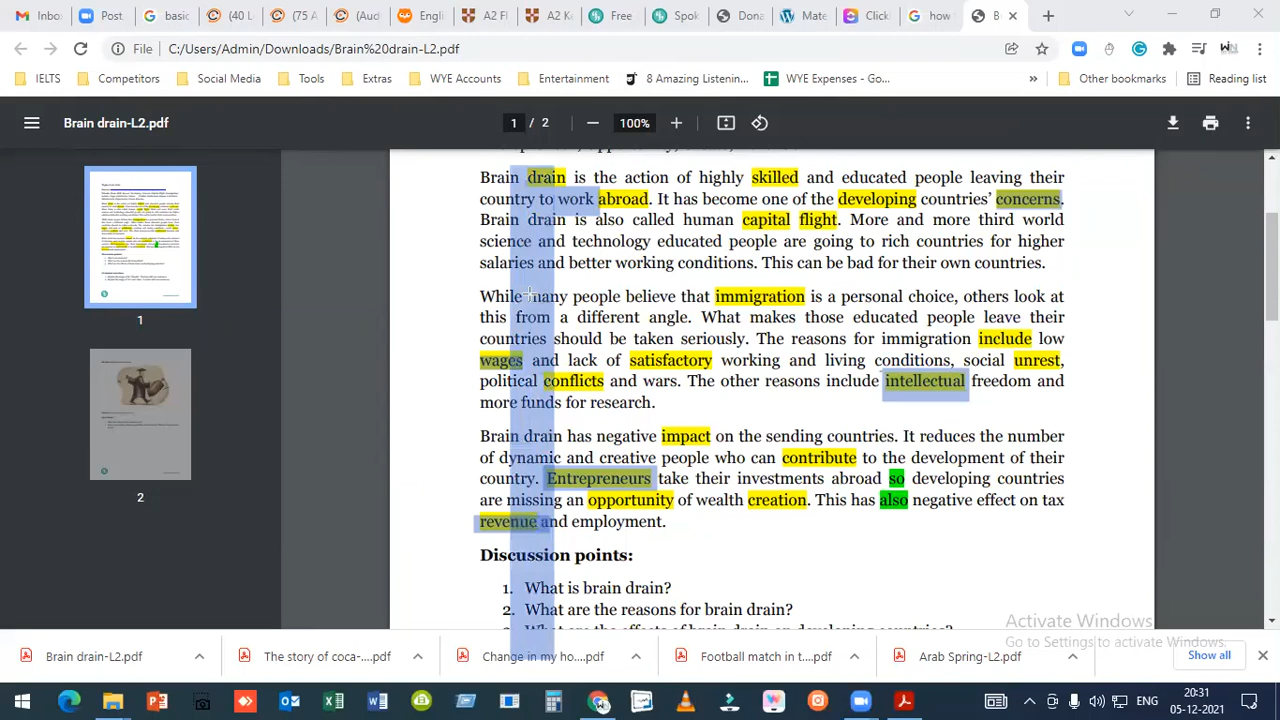 Inbo
Pendi
basic
(40 L
(75 A
(Aud
Engli
A2 Fl
A2 Ke
Free
Spok
Dona
Mate
Clicki
how
B
File
C:/Users/Admin/Downloads/Brain%20drain-L2.pdf
IELTS
Competitors
Social Media
Tools
Extras
WYE Accounts
Entertainment
8 Amazing Listenin...
WYE Expenses - Go...
»
Other bookmarks
Reading list
Brain drain-L2.pdf
1 / 2
100%
Brain drain is the action of highly skilled and educated people leaving their
country to work abroad. It has become one of the developing countries' concerns.
Brain drain is also called human capital flight. More and more third world
science and technology educated people are going to rich countries for higher
salaries and better working conditions. This can be bad for their own countries.
While many people believe that immigration is a personal choice, others look at
this from a different angle. What makes those educated people leave their
countries should be taken seriously. The reasons for immigration include low
wages and lack of satisfactory working and living conditions, social unrest,
political conflicts and wars. The other reasons include intellectual freedom and
more funds for research.
Brain drain has negative impact on the sending countries. It reduces the number
of dynamic and creative people who can contribute to the development of their
country. Entrepreneurs take their investments abroad so developing countries
are missing an opportunity of wealth creation. This has also negative effect on tax
revenue and employment.
Discussion points:
1. What is brain drain?
2. What are the reasons for brain drain?
1
2
Activate Windows
Go to Settings to activate Windows.
Brain drain-L2.pdf
The story of coca-....pdf
Change in my ho....pdf
Football match in t....pdf
Arab Spring-L2.pdf
Show all
ENG
20:31
05-12-2021